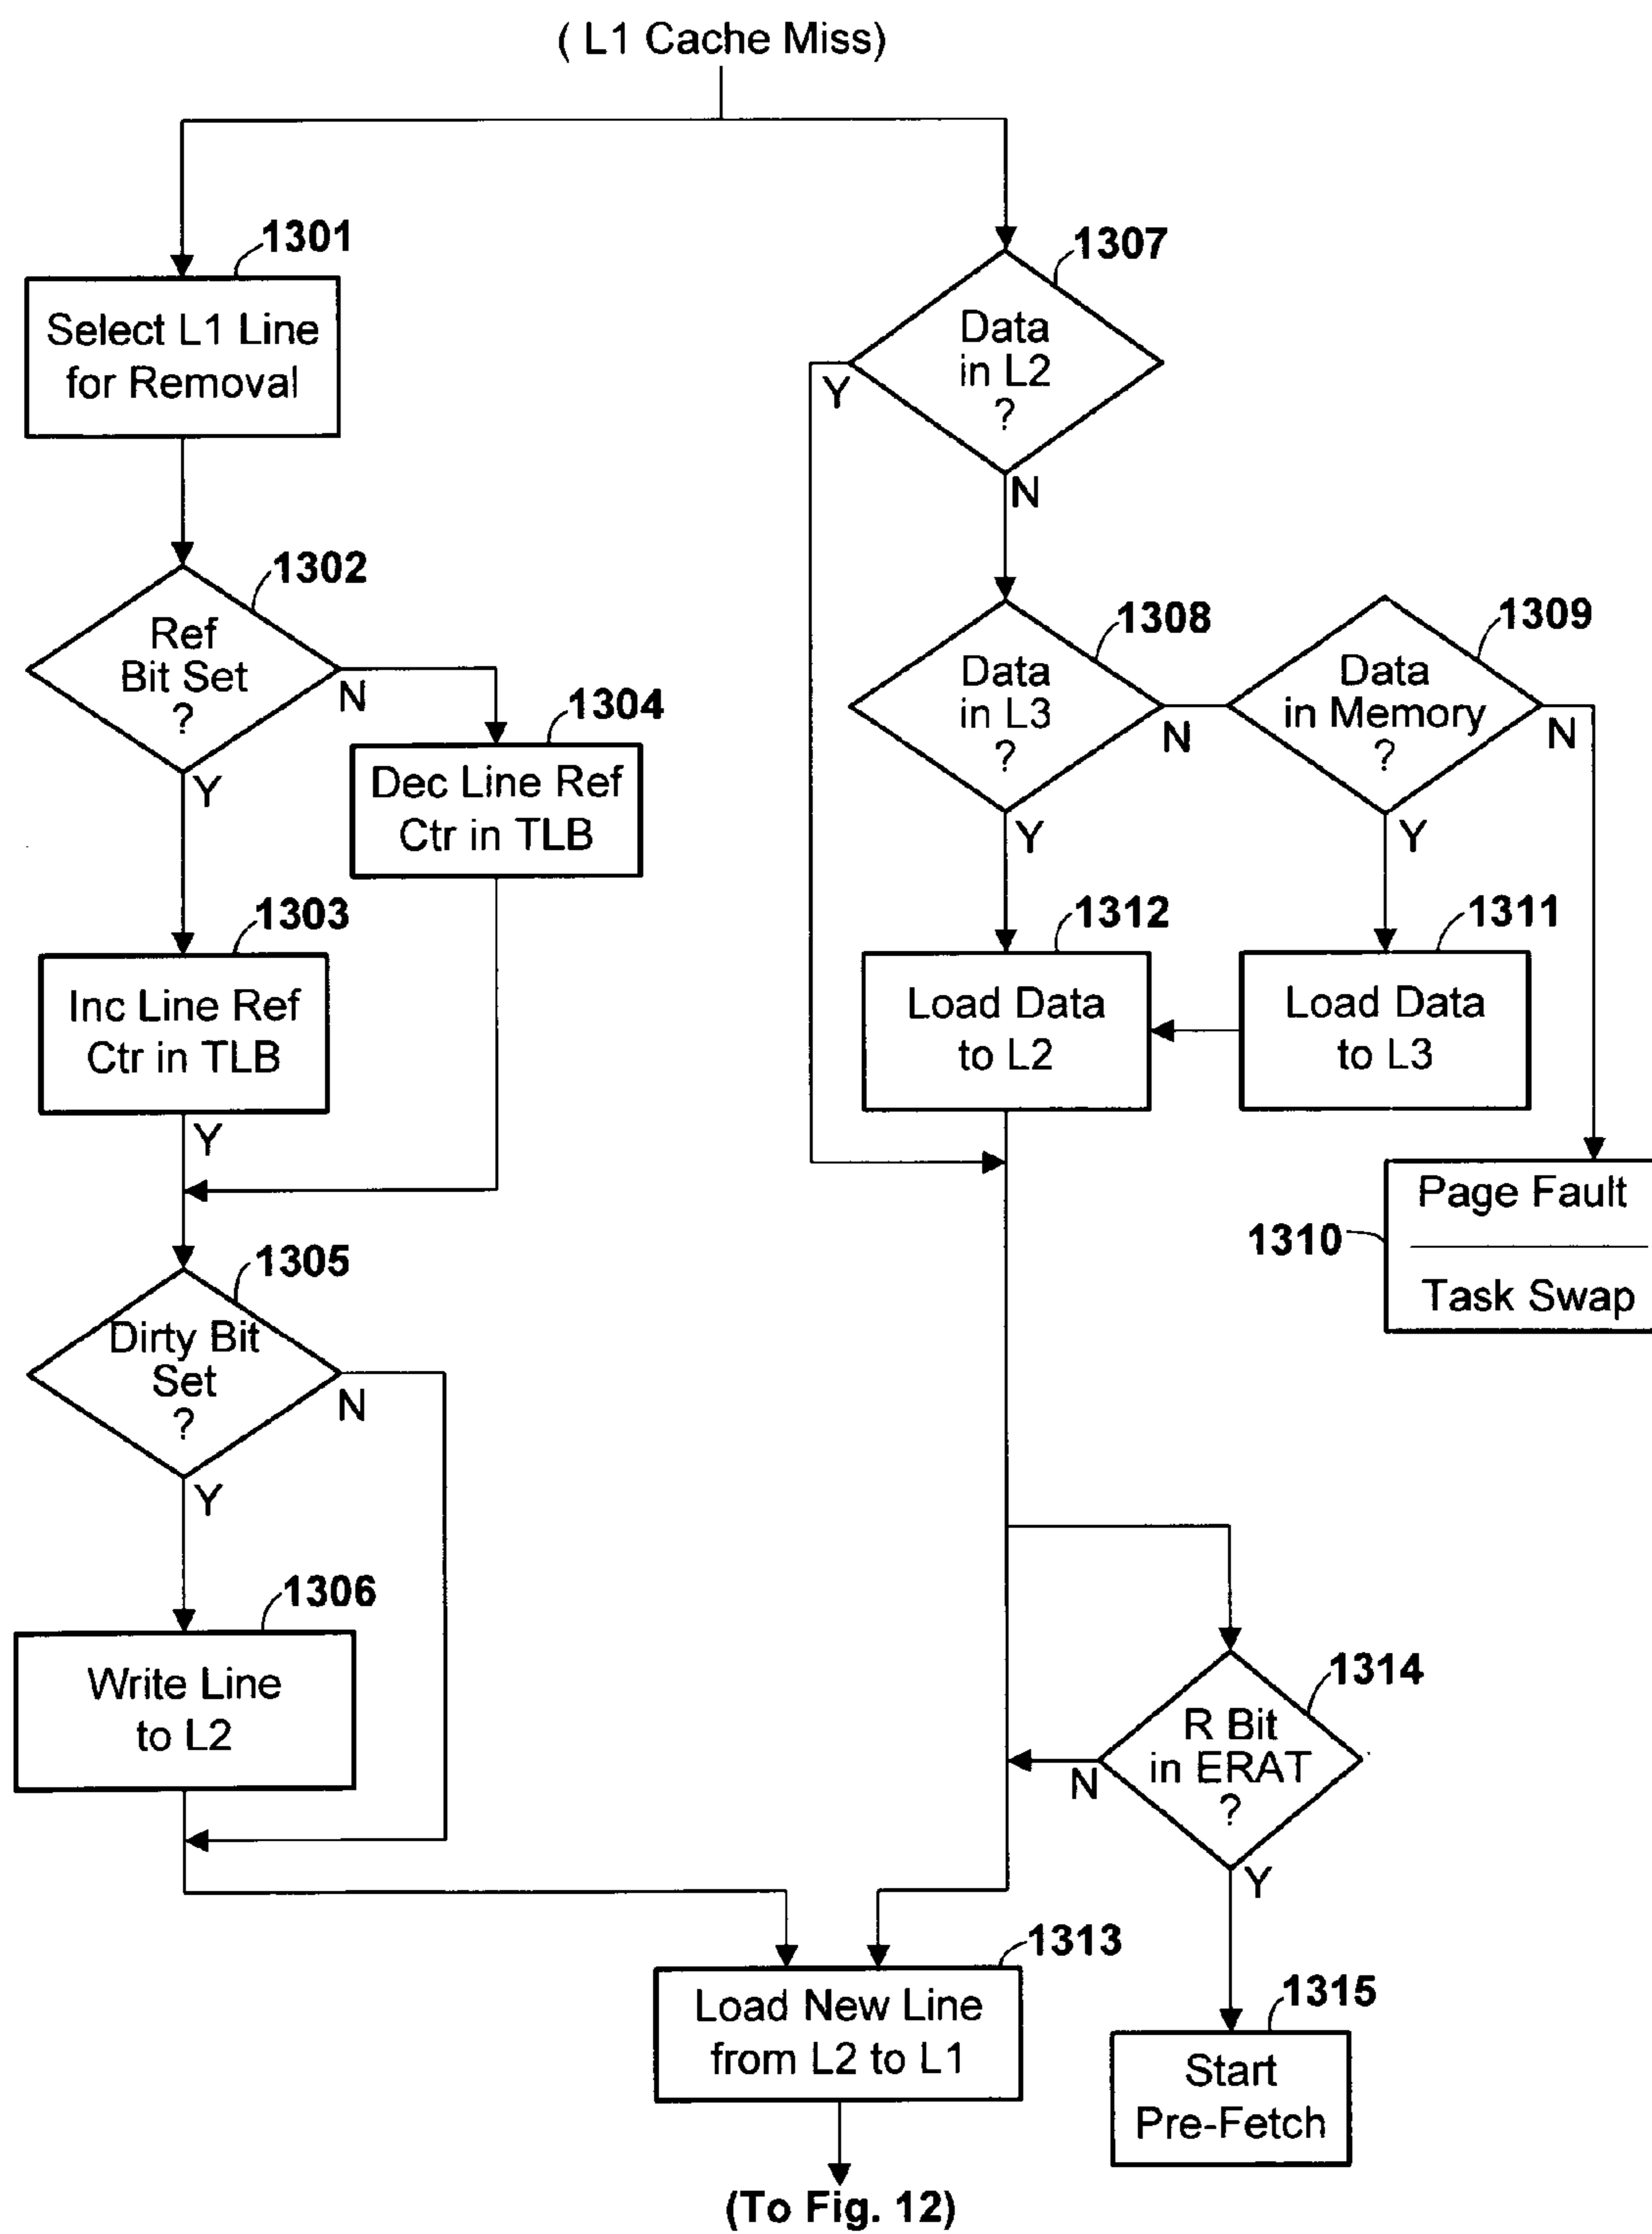 ( L1 Cache Miss)
1301
Select L1 Line
for Removal
1302
Ref
Bit Set
?
N
Y
1304
Dec Line Ref
Ctr in TLB
1303
Inc Line Ref
Ctr in TLB
Y
1305
Dirty Bit
Set
?
N
Y
1306
Write Line
to L2
1307
Data
in L2
?
Y
N
1308
Data
in L3
?
N
Y
1309
Data
in Memory
?
N
Y
1312
Load Data
to L2
1311
Load Data
to L3
1310
Page Fault
Task Swap
1314
R Bit
in ERAT
?
N
Y
1313
Load New Line
from L2 to L1
1315
Start
Pre-Fetch
(To Fig. 12)